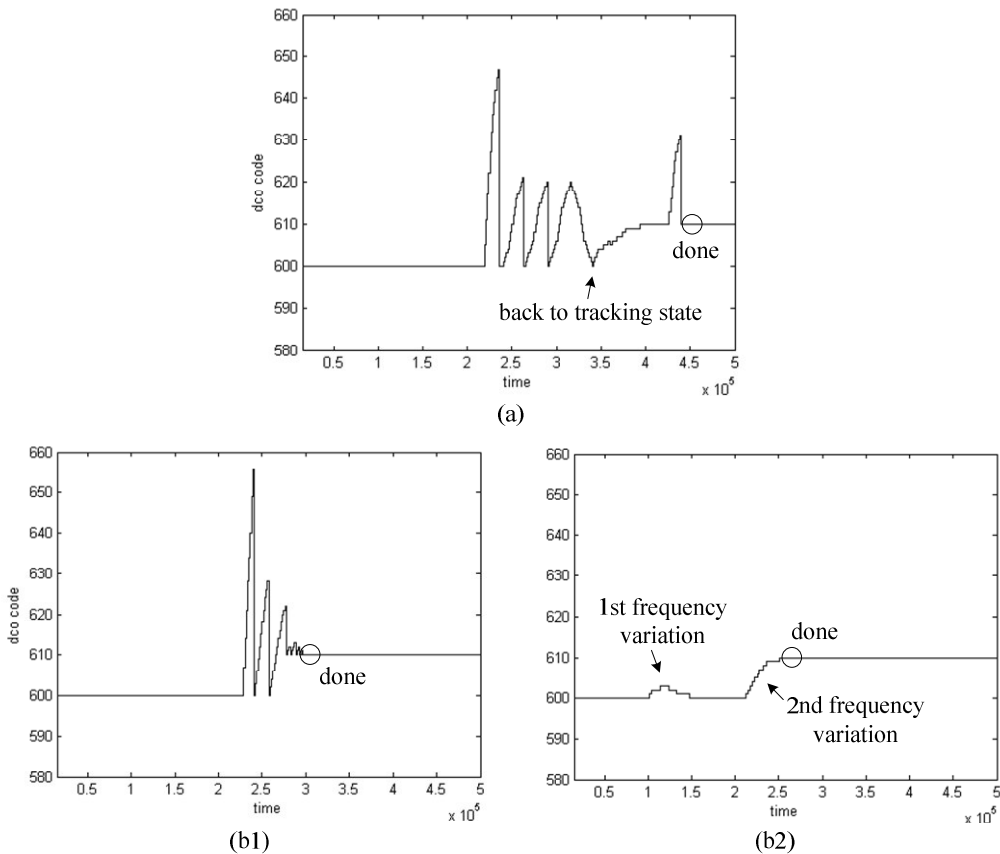 660
650
640
630
620
610
600
590
580
dco code
0.5 1 1.5 2 2.5 3 3.5 4 4.5 5
time
x 10^5
done
back to tracking state
(a)
660
650
640
630
620
610
600
590
580
dco code
0.5 1 1.5 2 2.5 3 3.5 4 4.5 5
time
x 10^5
done
(b1)
660
650
640
630
620
610
600
590
580
0.5 1 1.5 2 2.5 3 3.5 4 4.5 5
time
x 10^5
1st frequency
variation
done
2nd frequency
variation
(b2)